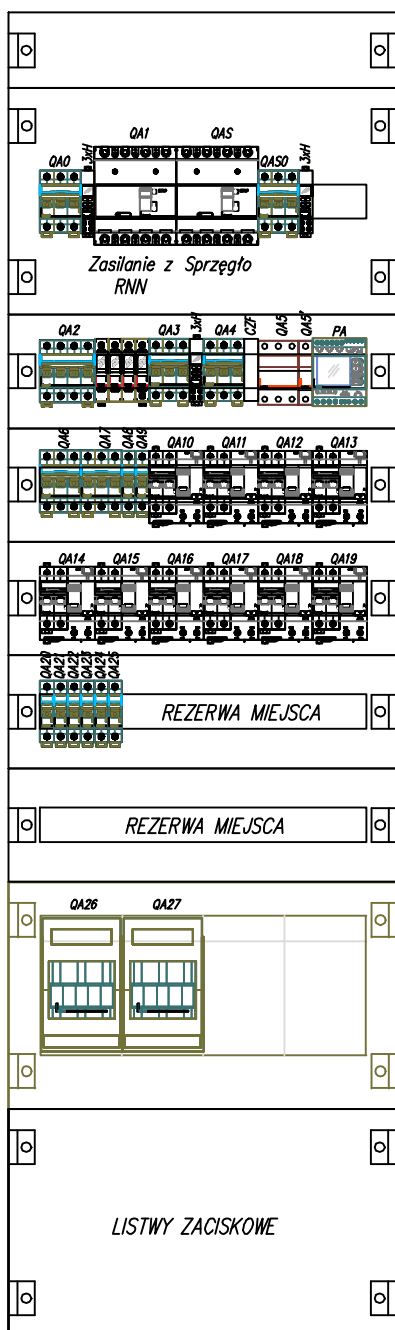 QA0 3xH QA1 QAS QAS0 3xH
Zasilanie z Sprzęgło
RNN
QA2 QA3 3xH QA4 CZF QA5 QA5' PA
QA6 QA7 QA8 QA9 QA10 QA11 QA12 QA13
QA14 QA15 QA16 QA17 QA18 QA19
QA20 QA21 QA22 QA23 QA24 QA25
REZERWA MIEJSCA
REZERWA MIEJSCA
QA26 QA27
LISTWY ZACISKOWE